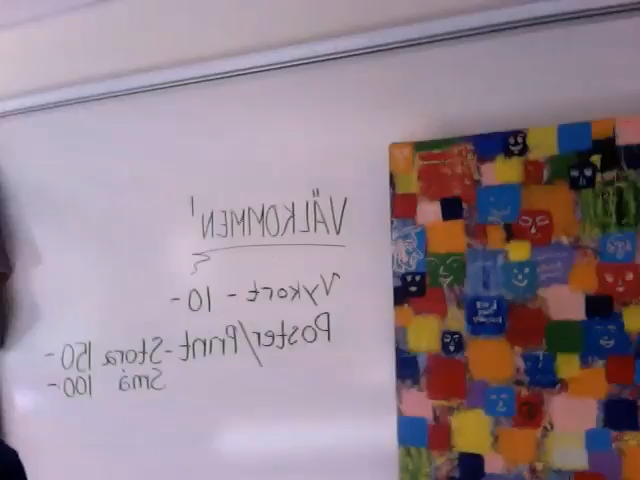 VÄLKOMMEN!
Vykort - 10 -
Poster/Print - Stora 150 -
Små 100 -